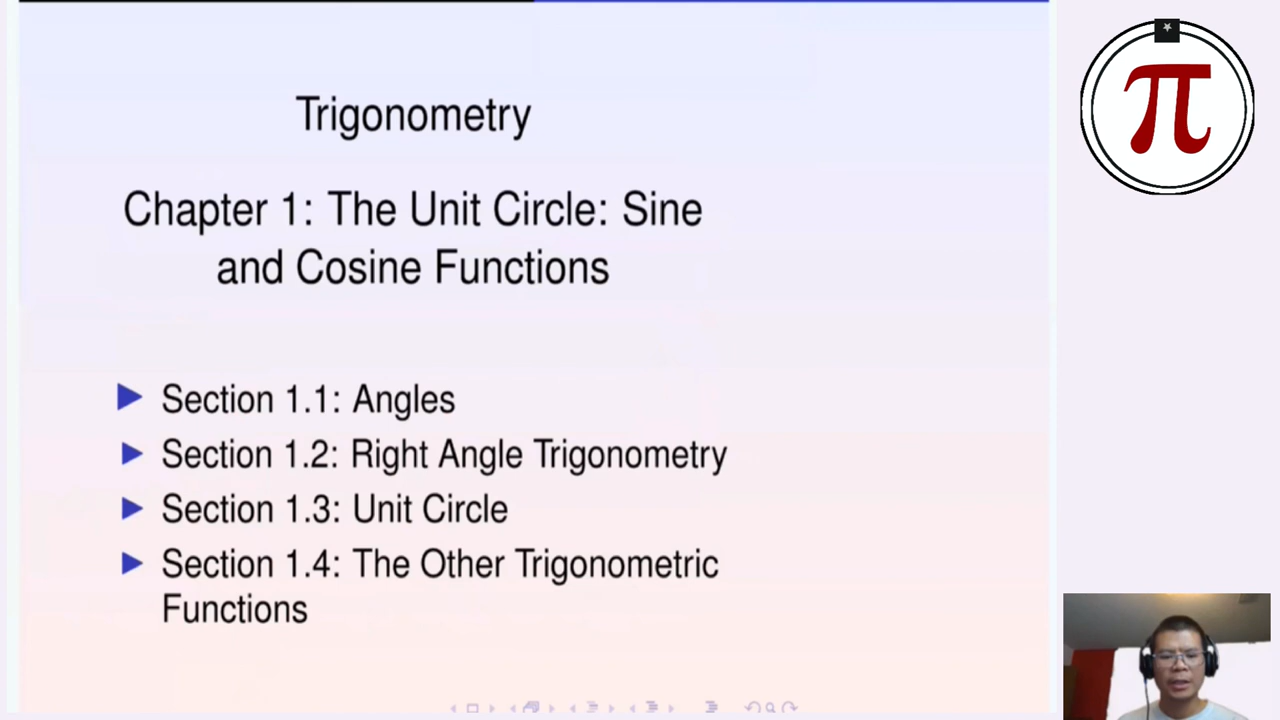 Trigonometry
Chapter 1: The Unit Circle: Sine
and Cosine Functions
Section 1.1: Angles
Section 1.2: Right Angle Trigonometry
Section 1.3: Unit Circle
Section 1.4: The Other Trigonometric
Functions
π